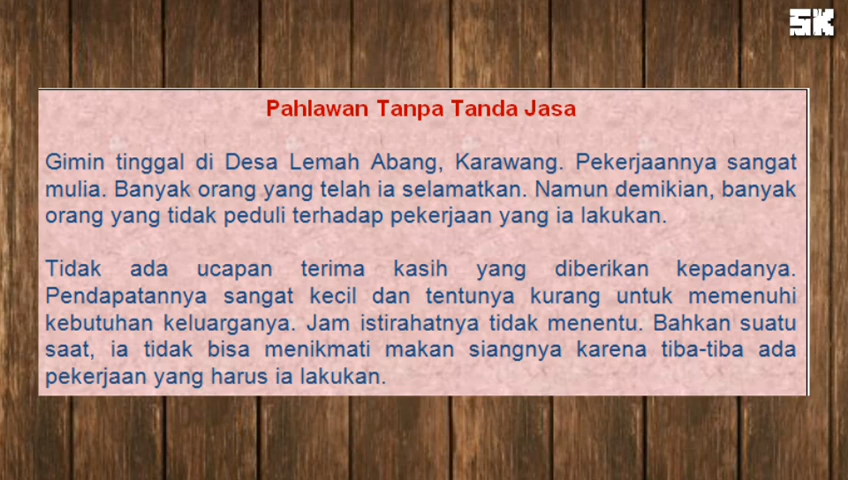 SK
Pahlawan Tanpa Tanda Jasa
Gimin tinggal di Desa Lemah Abang, Karawang. Pekerjaannya sangat
mulia. Banyak orang yang telah ia selamatkan. Namun demikian, banyak
orang yang tidak peduli terhadap pekerjaan yang ia lakukan.
Tidak ada ucapan terima kasih yang diberikan kepadanya.
Pendapatannya sangat kecil dan tentunya kurang untuk memenuhi
kebutuhan keluarganya. Jam istirahatnya tidak menentu. Bahkan suatu
saat, ia tidak bisa menikmati makan siangnya karena tiba-tiba ada
pekerjaan yang harus ia lakukan.